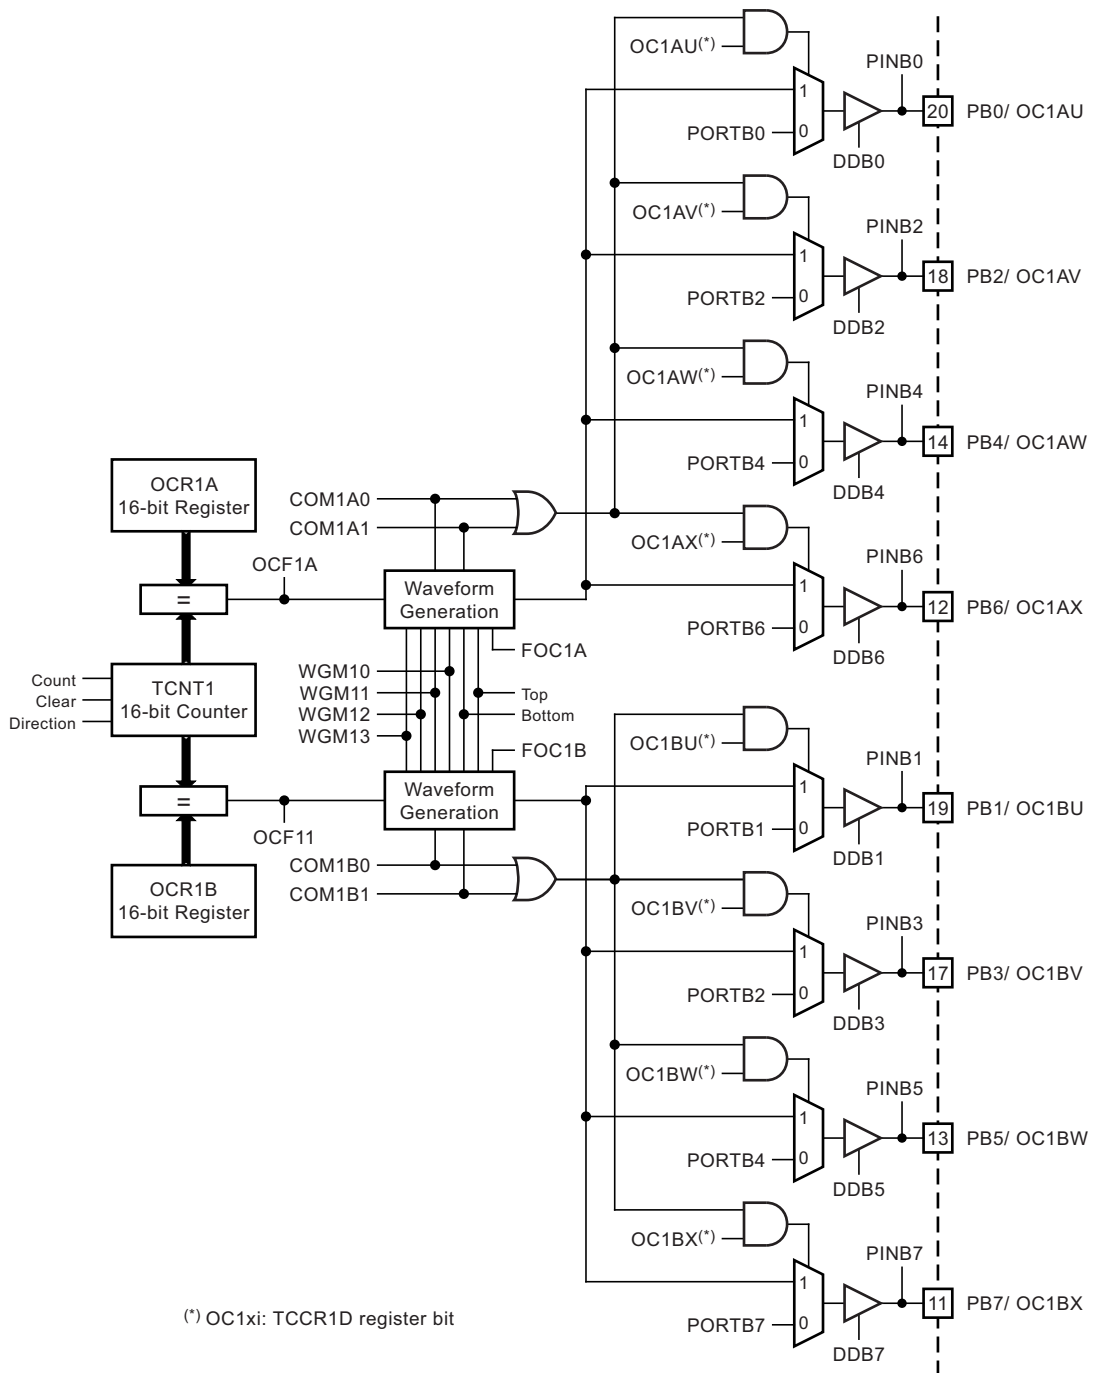 OC1AU(*)
PINB0
1
20
PB0/ OC1AU
PORTB0
0
DDB0
OC1AV(*)
PINB2
1
18
PB2/ OC1AV
PORTB2
0
DDB2
OC1AW(*)
PINB4
1
14
PB4/ OC1AW
PORTB4
0
DDB4
OCR1A
16-bit Register
COM1A0
COM1A1
OC1AX(*)
PINB6
OCF1A
=
Waveform
Generation
1
12
PB6/ OC1AX
PORTB6
0
DDB6
FOC1A
Count
Clear
Direction
TCNT1
16-bit Counter
WGM10
WGM11
WGM12
WGM13
Top
Bottom
FOC1B
OC1BU(*)
PINB1
=
Waveform
Generation
1
19
PB1/ OC1BU
PORTB1
0
DDB1
OCF11
COM1B0
COM1B1
OCR1B
16-bit Register
OC1BV(*)
PINB3
1
17
PB3/ OC1BV
PORTB2
0
DDB3
OC1BW(*)
PINB5
1
13
PB5/ OC1BW
PORTB4
0
DDB5
OC1BX(*)
PINB7
1
11
PB7/ OC1BX
PORTB7
0
DDB7
(*) OC1xi: TCCR1D register bit